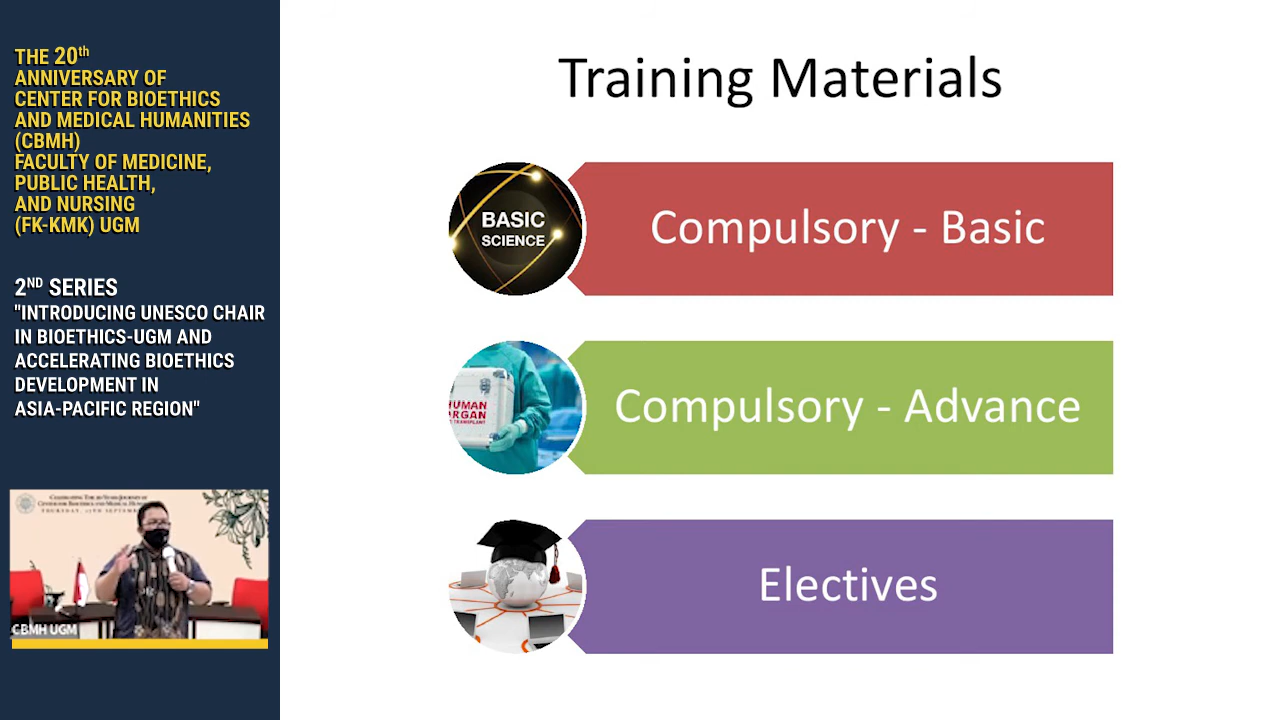 THE 20th
ANNIVERSARY OF
CENTER FOR BIOETHICS
AND MEDICAL HUMANITIES
(CBMH)
FACULTY OF MEDICINE,
PUBLIC HEALTH,
AND NURSING
(FK-KMK) UGM
2ND SERIES
"INTRODUCING UNESCO CHAIR
IN BIOETHICS-UGM AND
ACCELERATING BIOETHICS
DEVELOPMENT IN
ASIA-PACIFIC REGION"
CBMH UGM
Training Materials
BASIC
SCIENCE
Compulsory - Basic
HUMAN
ORGAN
Compulsory - Advance
Electives